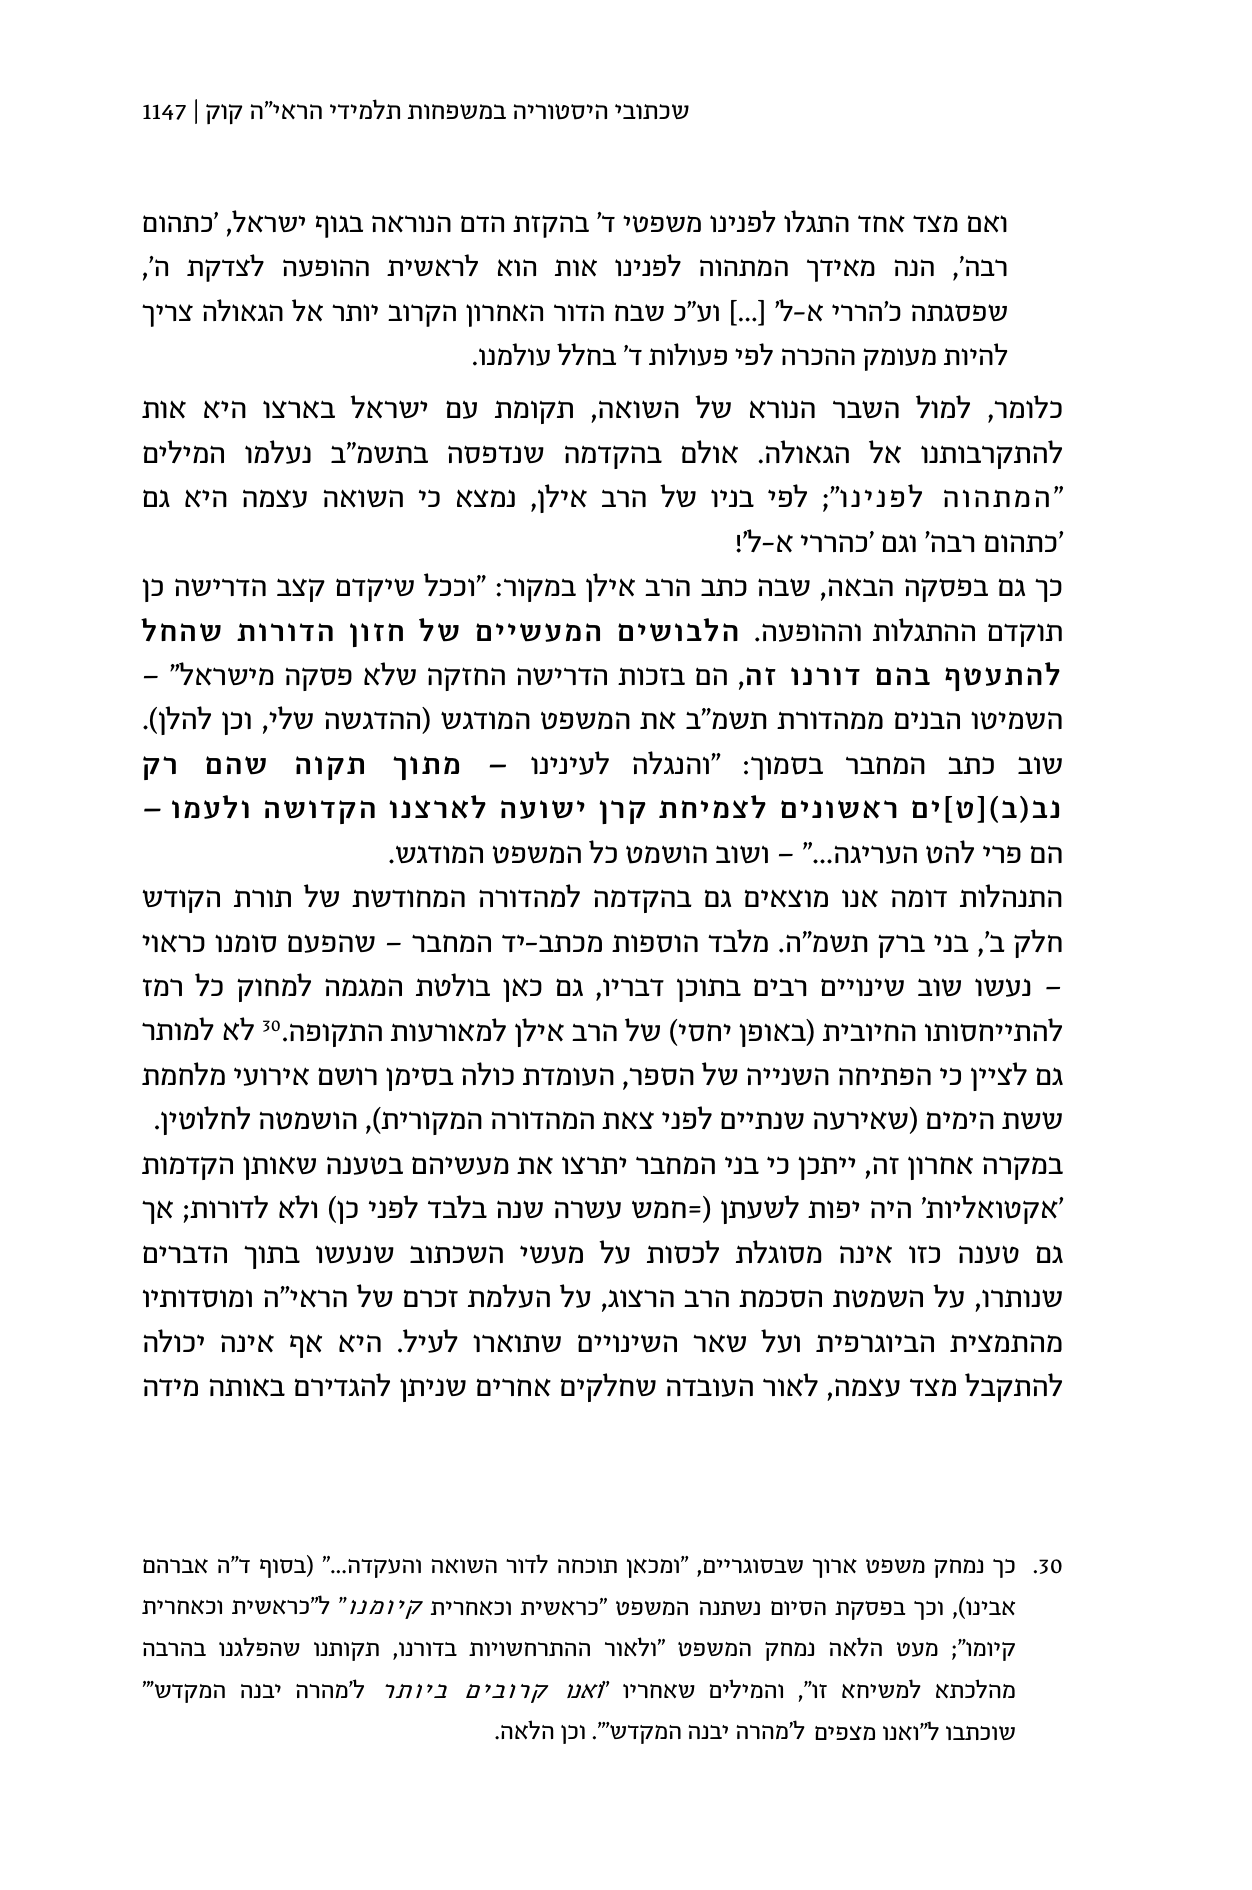 שכתובי היסטוריה במשפחות תלמידי הראי״ה קוק | 1147
ואם מצד אחד התגלו לפנינו משפטי ד׳ בהקזת הדם הנוראה בגוף ישראל, ׳כתהום
רבה׳, הנה מאידך המתהוה לפנינו אות הוא לראשית ההופעה לצדקת ה׳,
שפסגתה כ׳הררי א-ל׳ [...] וע״כ שבח הדור האחרון הקרוב יותר אל הגאולה צריך
להיות מעומק ההכרה לפי פעולות ד׳ בחלל עולמנו.
כלומר, למול השבר הנורא של השואה, תקומת עם ישראל בארצו היא אות
להתקרבותנו אל הגאולה. אולם בהקדמה שנדפסה בתשמ״ב נעלמו המילים
״המתהוה לפנינו״; לפי בניו של הרב אילן, נמצא כי השואה עצמה היא גם
׳כתהום רבה׳ וגם ׳כהררי א-ל׳!
כך גם בפסקה הבאה, שבה כתב הרב אילן במקור: ״וככל שיקדם קצב הדרישה כן
תוקדם ההתגלות וההופעה. הלבושים המעשיים של חזון הדורות שהחל
להתעטף בהם דורנו זה, הם בזכות הדרישה החזקה שלא פסקה מישראל״ –
השמיטו הבנים ממהדורת תשמ״ב את המשפט המודגש (ההדגשה שלי, וכן להלן).
שוב כתב המחבר בסמוך: ״והנגלה לעינינו – מתוך תקוה שהם רק
נב(ב)[ט]ים ראשונים לצמיחת קרן ישועה לארצנו הקדושה ולעמו –
הם פרי להט העריגה...״ – ושוב הושמט כל המשפט המודגש.
התנהלות דומה אנו מוצאים גם בהקדמה למהדורה המחודשת של תורת הקודש
חלק ב׳, בני ברק תשמ״ה. מלבד הוספות מכתב-יד המחבר – שהפעם סומנו כראוי
– נעשו שוב שינויים רבים בתוכן דבריו, גם כאן בולטת המגמה למחוק כל רמז
להתייחסותו החיובית (באופן יחסי) של הרב אילן למאורעות התקופה.30 לא למותר
גם לציין כי הפתיחה השנייה של הספר, העומדת כולה בסימן רושם אירועי מלחמת
ששת הימים (שאירעה שנתיים לפני צאת המהדורה המקורית), הושמטה לחלוטין.
במקרה אחרון זה, ייתכן כי בני המחבר יתרצו את מעשיהם בטענה שאותן הקדמות
׳אקטואליות׳ היה יפות לשעתן (=חמש עשרה שנה בלבד לפני כן) ולא לדורות; אך
גם טענה כזו אינה מסוגלת לכסות על מעשי השכתוב שנעשו בתוך הדברים
שנותרו, על השמטת הסכמת הרב הרצוג, על העלמת זכרם של הראי״ה ומוסדותיו
מהתמצית הביוגרפית ועל שאר השינויים שתוארו לעיל. היא אף אינה יכולה
להתקבל מצד עצמה, לאור העובדה שחלקים אחרים שניתן להגדירם באותה מידה
30. כך נמחק משפט ארוך שבסוגריים, ״ומכאן תוכחה לדור השואה והעקדה...״ (בסוף ד״ה אברהם
אבינו), וכך בפסקת הסיום נשתנה המשפט ״כראשית וכאחרית קיומנו״ ל״כראשית וכאחרית
קיומו״; מעט הלאה נמחק המשפט ״ולאור ההתרחשויות בדורנו, תקותנו שהפלגנו בהרבה
מהלכתא למשיחא זו״, והמילים שאחריו ״ואנו קרובים ביותר ל׳מהרה יבנה המקדש׳״
שוכתבו ל״ואנו מצפים ל׳מהרה יבנה המקדש׳״. וכן הלאה.